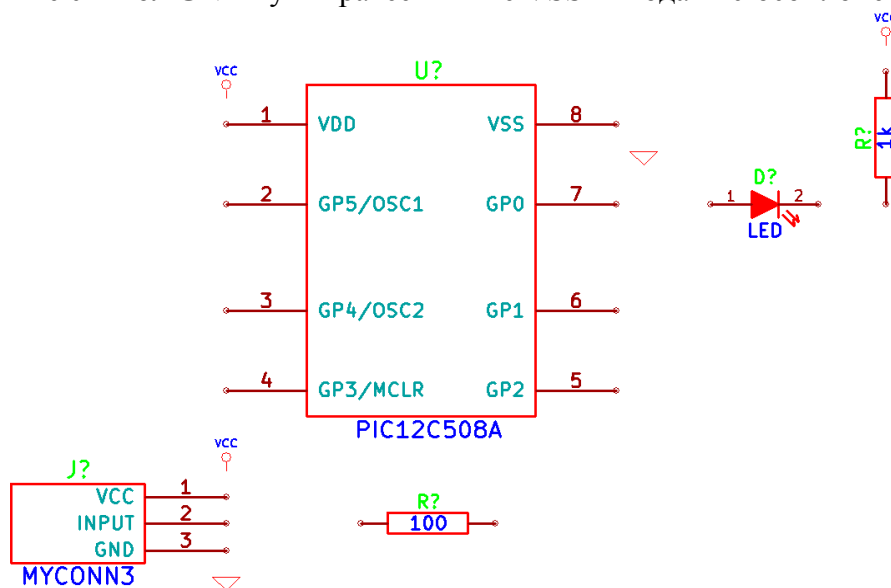 VSS
VCC
VCC
U?
1 VDD VSS 8
R?
1k
2 GP5/OSC1 GP0 7
D?
1 2
LED
3 GP4/OSC2 GP1 6
4 GP3/MCLR GP2 5
PIC12C508A
VCC
J?
VCC 1
INPUT 2
GND 3
MYCONN3
R?
100